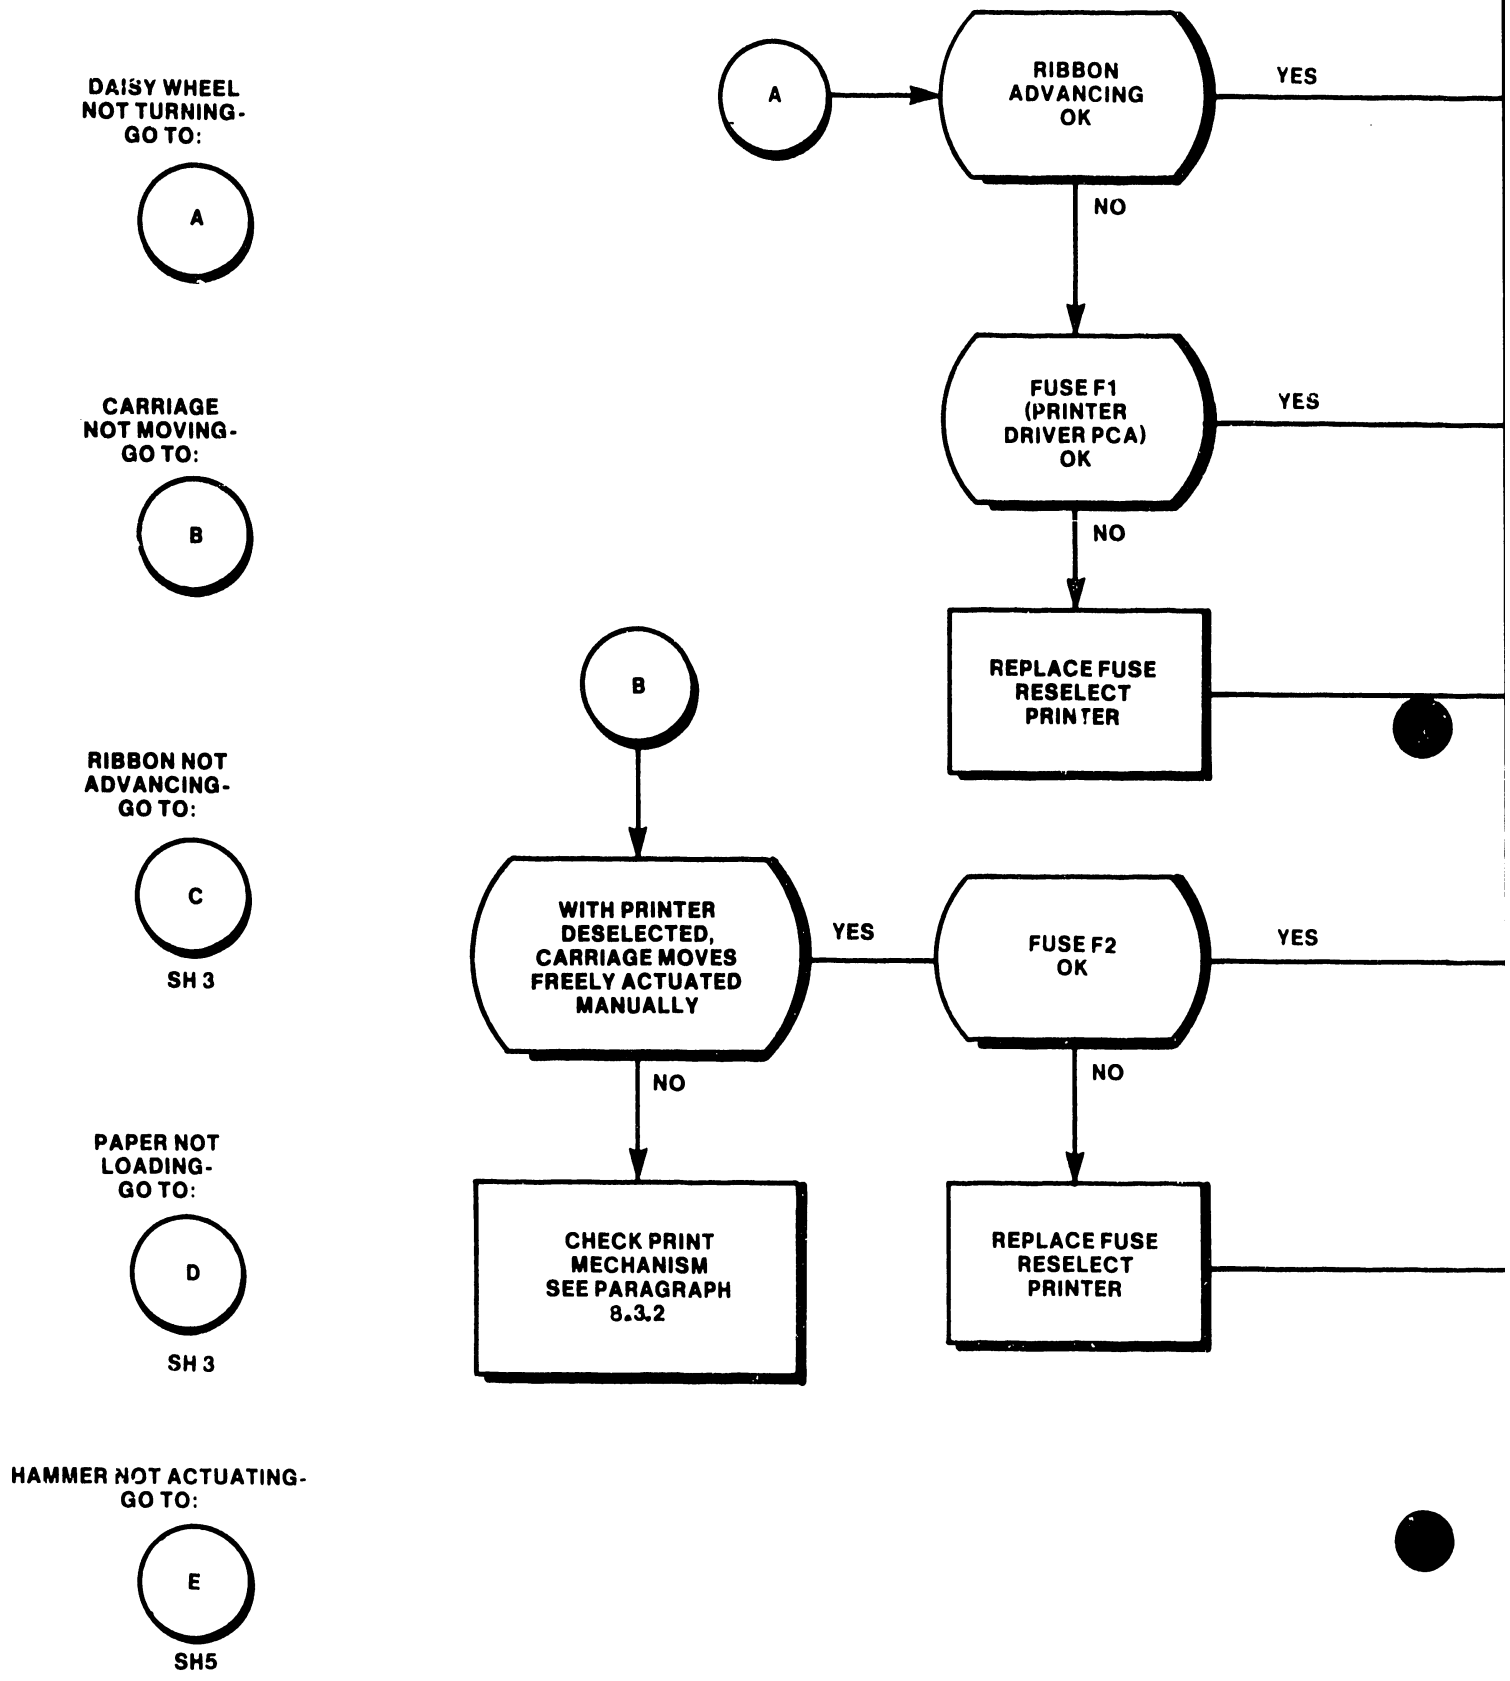 DAISY WHEEL
NOT TURNING-
GO TO:
A
CARRIAGE
NOT MOVING-
GO TO:
B
RIBBON NOT
ADVANCING-
GO TO:
C
SH 3
PAPER NOT
LOADING-
GO TO:
D
SH 3
HAMMER NOT ACTUATING-
GO TO:
E
SH5
A
RIBBON
ADVANCING
OK
YES
NO
FUSE F1
(PRINTER
DRIVER PCA)
OK
YES
NO
REPLACE FUSE
RESELECT
PRINTER
B
WITH PRINTER
DESELECTED,
CARRIAGE MOVES
FREELY ACTUATED
MANUALLY
YES
NO
CHECK PRINT
MECHANISM
SEE PARAGRAPH
8.3.2
FUSE F2
OK
YES
NO
REPLACE FUSE
RESELECT
PRINTER